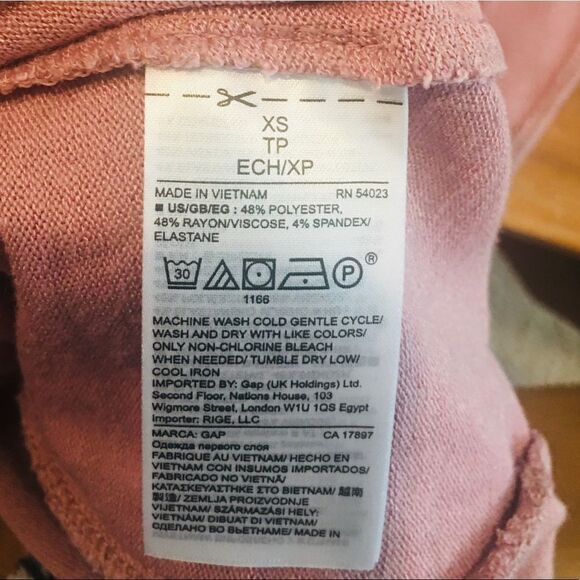 XS
TP
ECH/XP
MADE IN VIETNAM RN 54023
■ US/GB/EG : 48% POLYESTER,
48% RAYON/VISCOSE, 4% SPANDEX/
ELASTANE
30 P ®
1166
MACHINE WASH COLD GENTLE CYCLE/
WASH AND DRY WITH LIKE COLORS/
ONLY NON-CHLORINE BLEACH
WHEN NEEDED/ TUMBLE DRY LOW/
COOL IRON
IMPORTED BY: Gap (UK Holdings) Ltd.
Second Floor, Nations House, 103
Wigmore Street, London W1U 1QS Egypt
Importer: RIGE, LLC
MARCA: GAP CA 17897
Одежда первого слоя
FABRIQUE AU VIETNAM/ HECHO EN
VIETNAM CON INSUMOS IMPORTADOS/
FABRICADO NO VIETNÃ/
ΚΑΤΑΣΚΕΥΑΣΤΗΚΕ ΣΤΟ ΒΙΕΤΝΑΜ/ 越南
製造/ ZEMLJA PROIZVODNJE
VIJETNAM/ SZÁRMAZÁSI HELY:
VIETNÁM/ DIBUAT DI VIETNAM/
СДЕЛАНО ВО ВЬЕТНАМЕ/ MADE IN